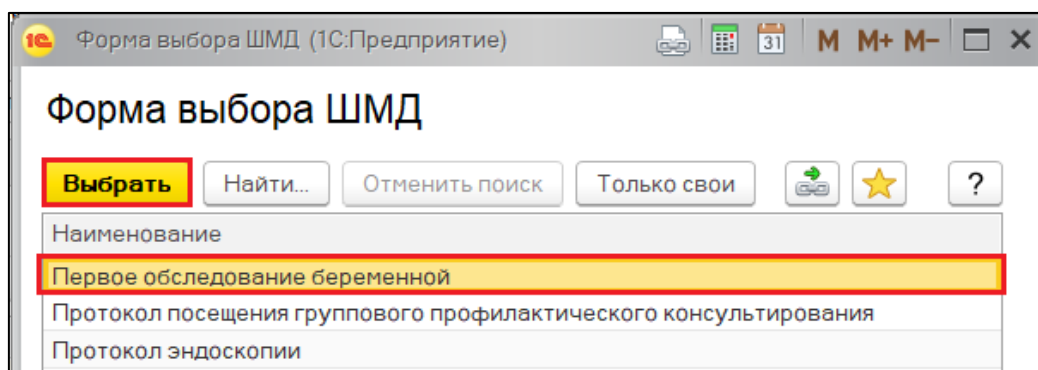 1С Форма выбора ШМД (1С:Предприятие) 31 M M+ M−
Форма выбора ШМД
Выбрать Найти... Отменить поиск Только свои ?
Наименование
Первое обследование беременной
Протокол посещения группового профилактического консультирования
Протокол эндоскопии